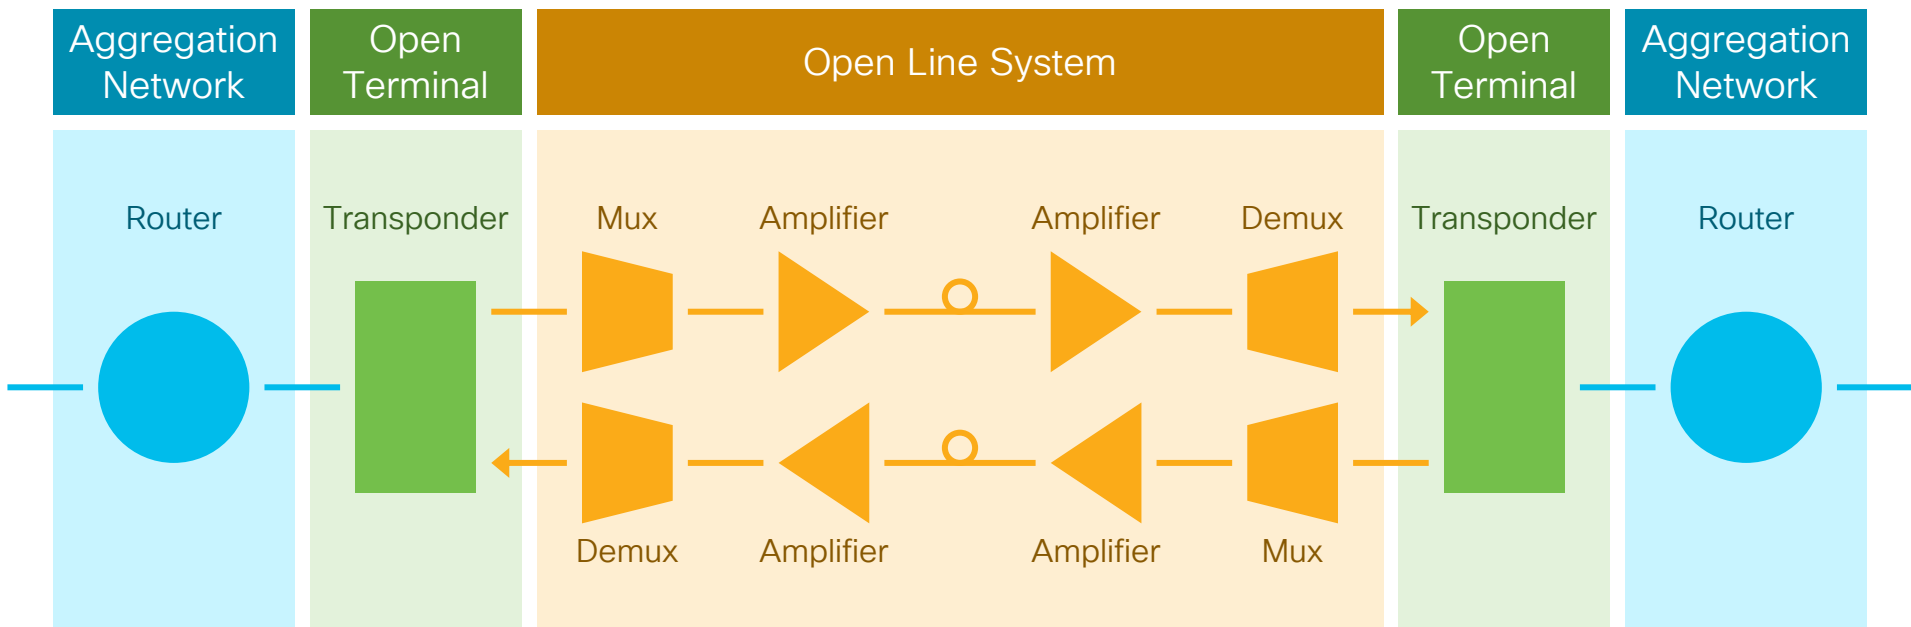 Aggregation
Network
Open
Terminal
Open Line System
Open
Terminal
Aggregation
Network
Router
Transponder
Mux
Amplifier
Amplifier
Demux
Transponder
Router
Demux
Amplifier
Amplifier
Mux